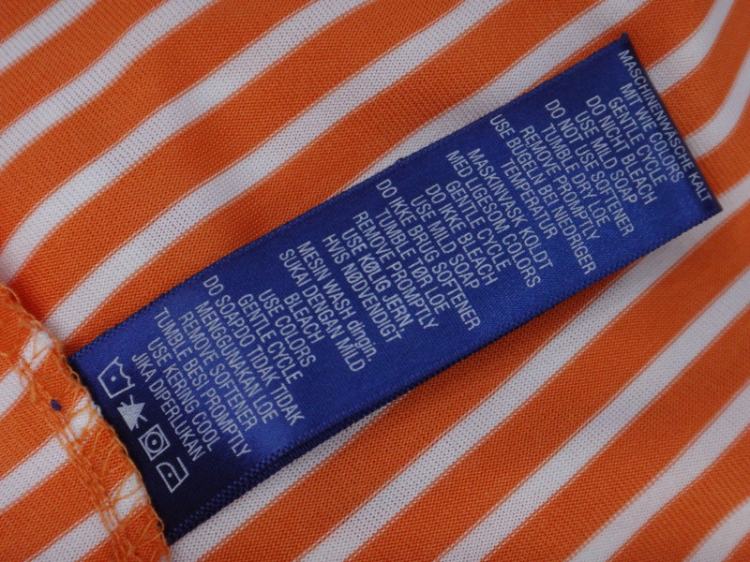 MASCHINENWASCHE KALT
MIT WIE COLORS
GENTLE CYCLE
DO NICHT BLEACH
USE MILD SOAP
DO NOT USE SOFTENER
TUMBLE DRY LOE
REMOVE PROMPTLY
USE BUGELN BEI NIEDRIGER
TENPERATUR
MASKINVASK KOLDT
MED LIGESOM COLORS
GENTLE CYCLE
DO IKKE BLEACH
USE MILD SOAP
DO IKKE BRUG SOFTENER
TUMBLE TØR LOE
REMOVE PROMPTLY
USE KØLIG JERN,
HVIS NØDVENDIGT
MESIN WASH dirgin,
SUKAI DENGAN MILD
BLEACH
USE COLORS
GENTLE CYCLE
DO SOAPDO TIDAK TIDAK
MENGGUNAKAN LOE
REMOVE SOFTENER
TUMBLE BESI PROMPTLY
USE KERING COOL
JIKA DIPERLUKAN